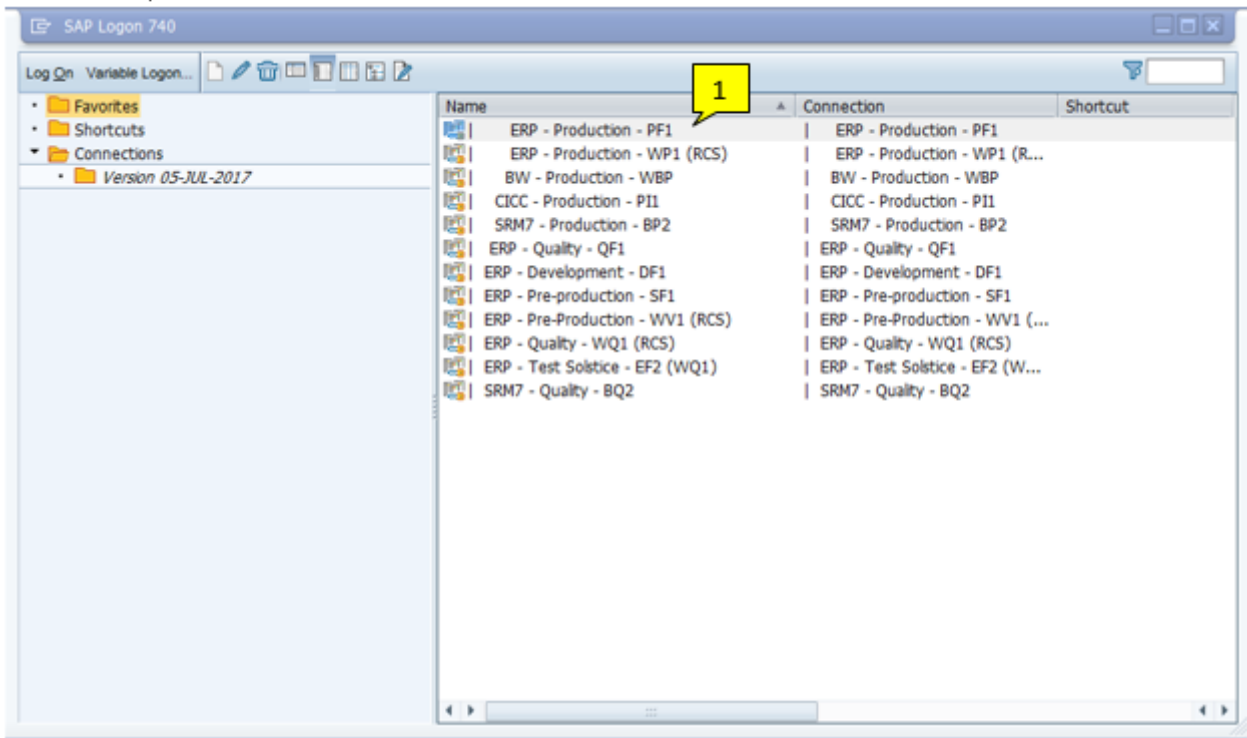 SAP Logon 740
Log On Variable Logon...
Favorites
Shortcuts
Connections
Version 05-JUL-2017
1
Name Connection Shortcut
ERP - Production - PF1 | ERP - Production - PF1
ERP - Production - WP1 (RCS) | ERP - Production - WP1 (R...
BW - Production - WBP | BW - Production - WBP
CICC - Production - PI1 | CICC - Production - PI1
SRM7 - Production - BP2 | SRM7 - Production - BP2
ERP - Quality - QF1 | ERP - Quality - QF1
ERP - Development - DF1 | ERP - Development - DF1
ERP - Pre-production - SF1 | ERP - Pre-production - SF1
ERP - Pre-Production - WV1 (RCS) | ERP - Pre-Production - WV1 (...
ERP - Quality - WQ1 (RCS) | ERP - Quality - WQ1 (RCS)
ERP - Test Solstice - EF2 (WQ1) | ERP - Test Solstice - EF2 (W...
SRM7 - Quality - BQ2 | SRM7 - Quality - BQ2